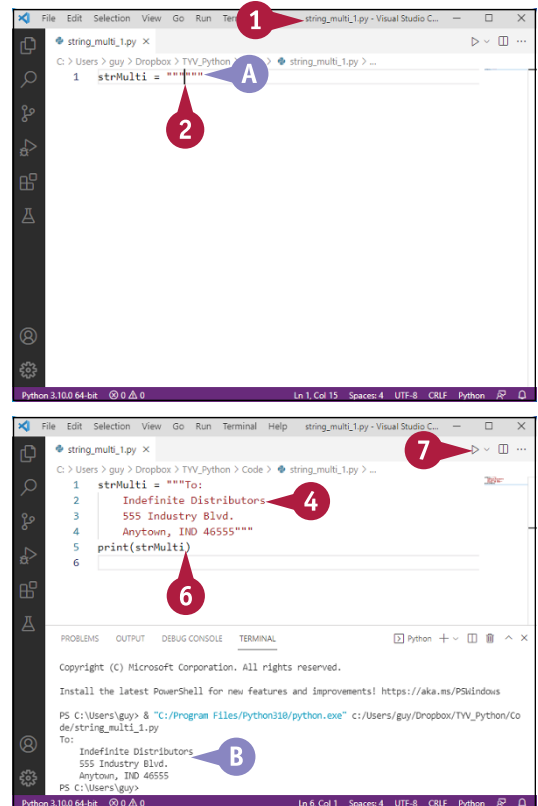 File Edit Selection View Go Run
1
string_multi_1.py - Visual Studio C...
string_multi_1.py
C: > Users > guy > Dropbox > TYV_Python > string_multi_1.py > ...
1 strMulti = """"""
A
2
Python 3.10.0 64-bit 0 0 Ln 1, Col 15 Spaces: 4 UTF-8 CRLF Python
File Edit Selection View Go Run Terminal Help string_multi_1.py - Visual Studio C...
string_multi_1.py
7
C: > Users > guy > Dropbox > TYV_Python > Code > string_multi_1.py > ...
1 strMulti = """To:
2 Indefinite Distributors
4
3 555 Industry Blvd.
4 Anytown, IND 46555"""
5 print(strMulti)
6
6
PROBLEMS OUTPUT DEBUG CONSOLE TERMINAL Python
Copyright (C) Microsoft Corporation. All rights reserved.
Install the latest PowerShell for new features and improvements! https://aka.ms/PSWindows
PS C:\Users\guy> & "C:/Program Files/Python310/python.exe" c:/Users/guy/Dropbox/TYV_Python/Co
de/string_multi_1.py
To:
Indefinite Distributors
555 Industry Blvd.
B
Anytown, IND 46555
PS C:\Users\guy>
Python 3.10.0 64-bit 0 0 Ln 6, Col 1 Spaces: 4 UTF-8 CRLF Python